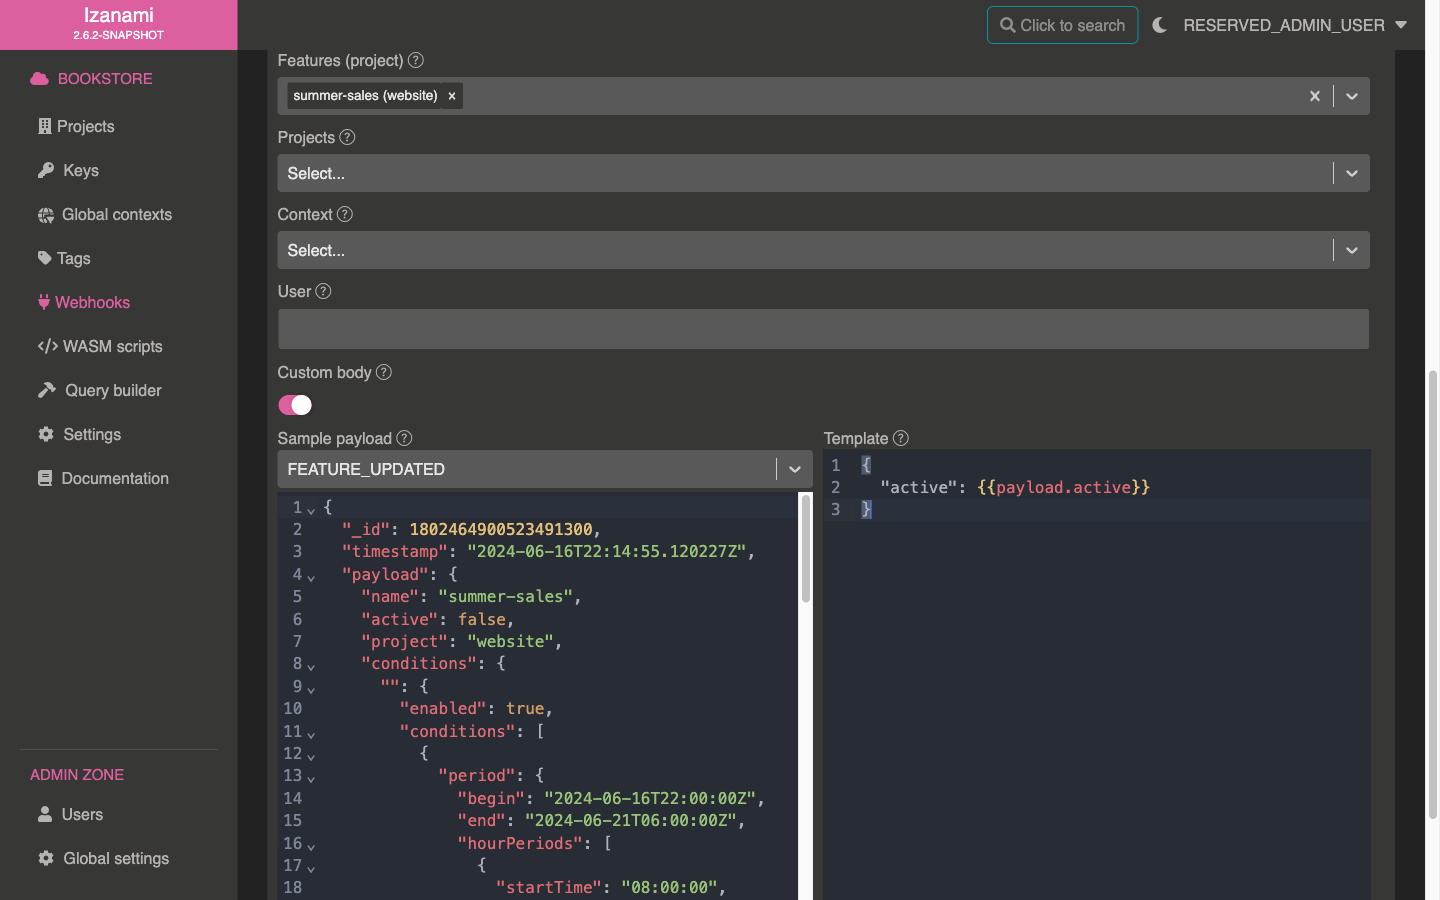 Izanami
2.6.2-SNAPSHOT
Click to search
RESERVED_ADMIN_USER
BOOKSTORE
Projects
Keys
Global contexts
Tags
Webhooks
WASM scripts
Query builder
Settings
Documentation
ADMIN ZONE
Users
Global settings
Features (project)
summer-sales (website) ×
Projects
Select...
Context
Select...
User
Custom body
Sample payload
FEATURE_UPDATED
1 {
2 "_id": 1802464900523491300,
3 "timestamp": "2024-06-16T22:14:55.120227Z",
4 "payload": {
5 "name": "summer-sales",
6 "active": false,
7 "project": "website",
8 "conditions": {
9 "": {
10 "enabled": true,
11 "conditions": [
12 {
13 "period": {
14 "begin": "2024-06-16T22:00:00Z",
15 "end": "2024-06-21T06:00:00Z",
16 "hourPeriods": [
17 {
18 "startTime": "08:00:00",
Template
1 {
2 "active": {{payload.active}}
3 }